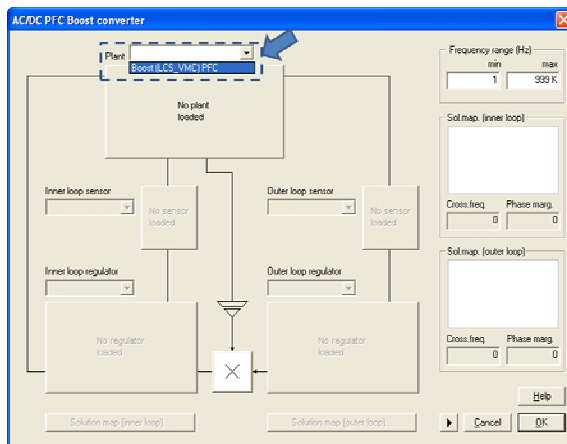 AC/DC PFC Boost converter
Plant
Boost (LCS_VMC) PFC
No plant
loaded
Frequency range (Hz)
min
max
1
999 K
Sol.map. (inner loop)
Cross.freq.
Phase marg.
0
0
Inner loop sensor
No sensor
loaded
Outer loop sensor
No sensor
loaded
Inner loop regulator
No regulator
loaded
Outer loop regulator
No regulator
loaded
Sol.map. (outer loop)
Cross.freq.
Phase marg.
0
0
Solution map (inner loop)...
Solution map (outer loop)...
Help
Cancel
OK